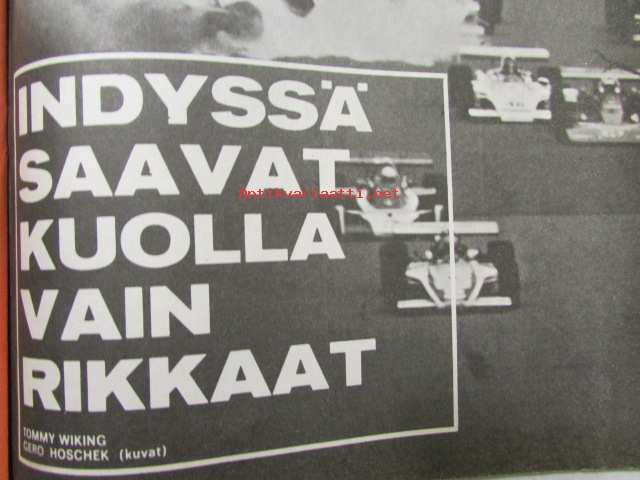 INDYSSÄ
SAAVAT
KUOLLA
VAIN
RIKKAAT
TOMMY WIKING
GERO HOSCHEK (kuvat)
Antikvariaatti.net